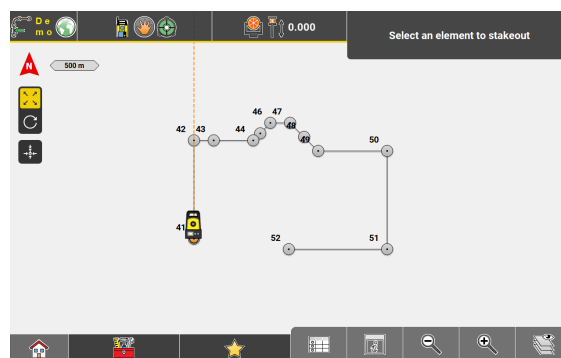 De
mo
0.000
Select an element to stakeout
N
500 m
46 47
42 43 44 48 50
49
41
52 51